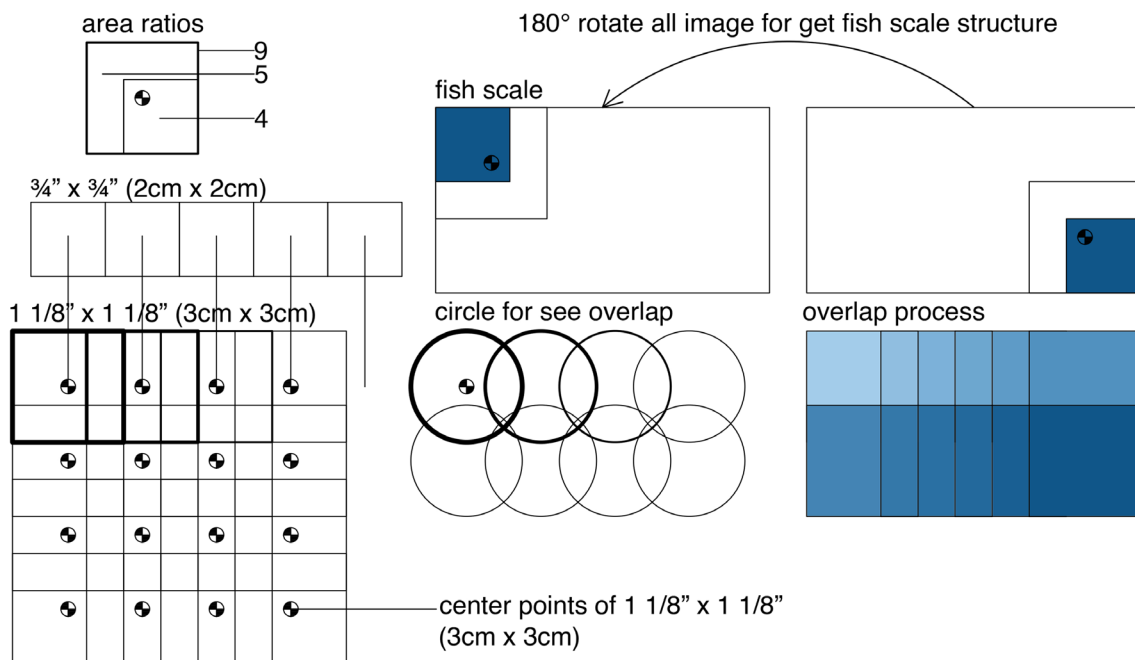 area ratios
9
5
4
180° rotate all image for get fish scale structure
fish scale
¾” x ¾” (2cm x 2cm)
1 1/8” x 1 1/8” (3cm x 3cm)
circle for see overlap
overlap process
center points of 1 1/8” x 1 1/8”
(3cm x 3cm)